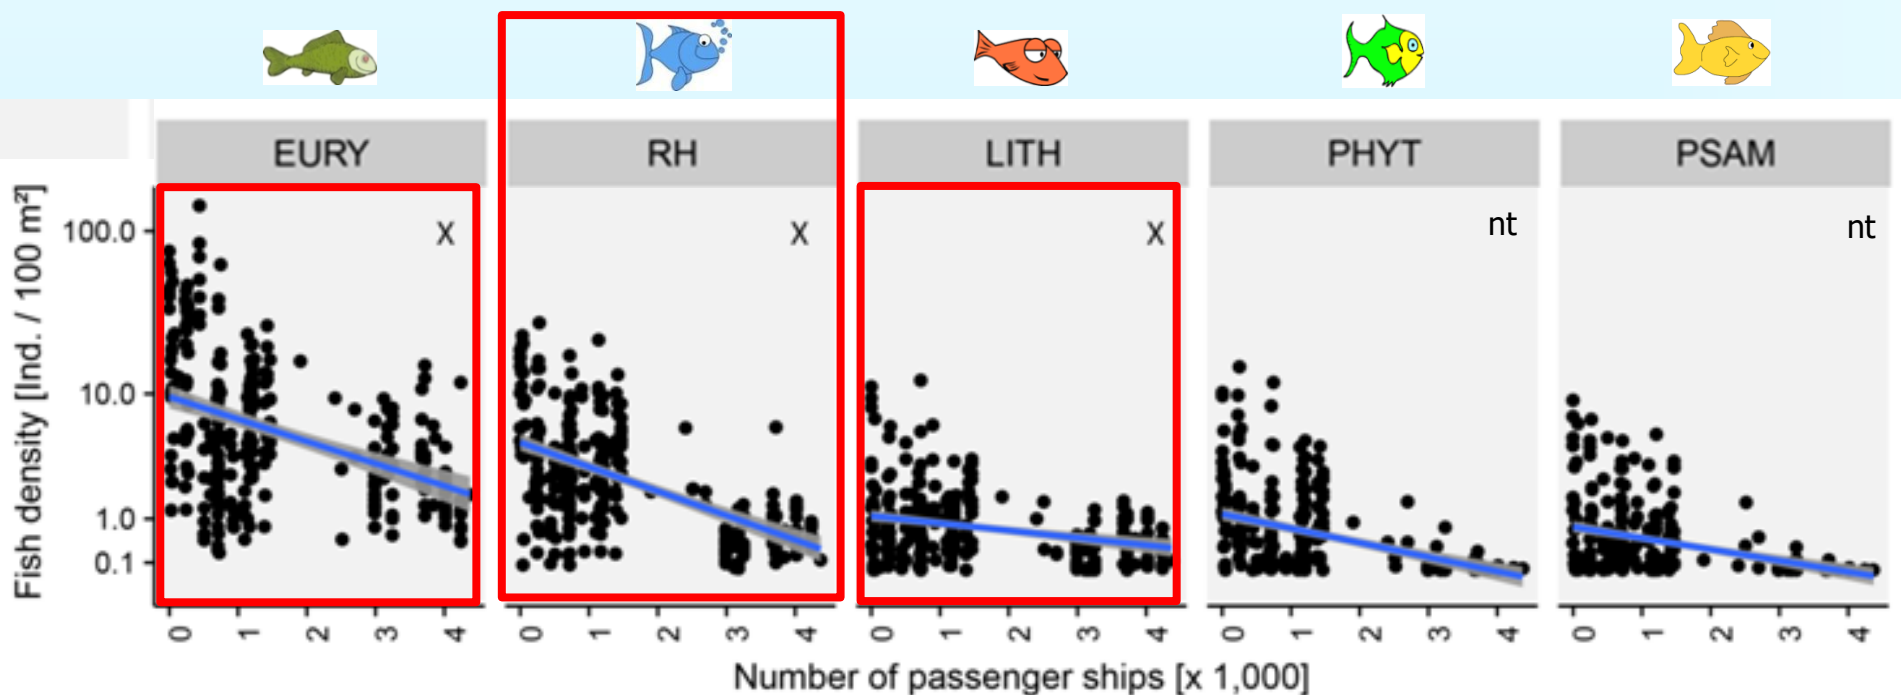 EURY RH LITH PHYT PSAM
X X X nt nt
Fish density [Ind. / 100 m²]
100.0
10.0
1.0
0.1
0 1 2 3 4 0 1 2 3 4 0 1 2 3 4 0 1 2 3 4 0 1 2 3 4
Number of passenger ships [x 1,000]